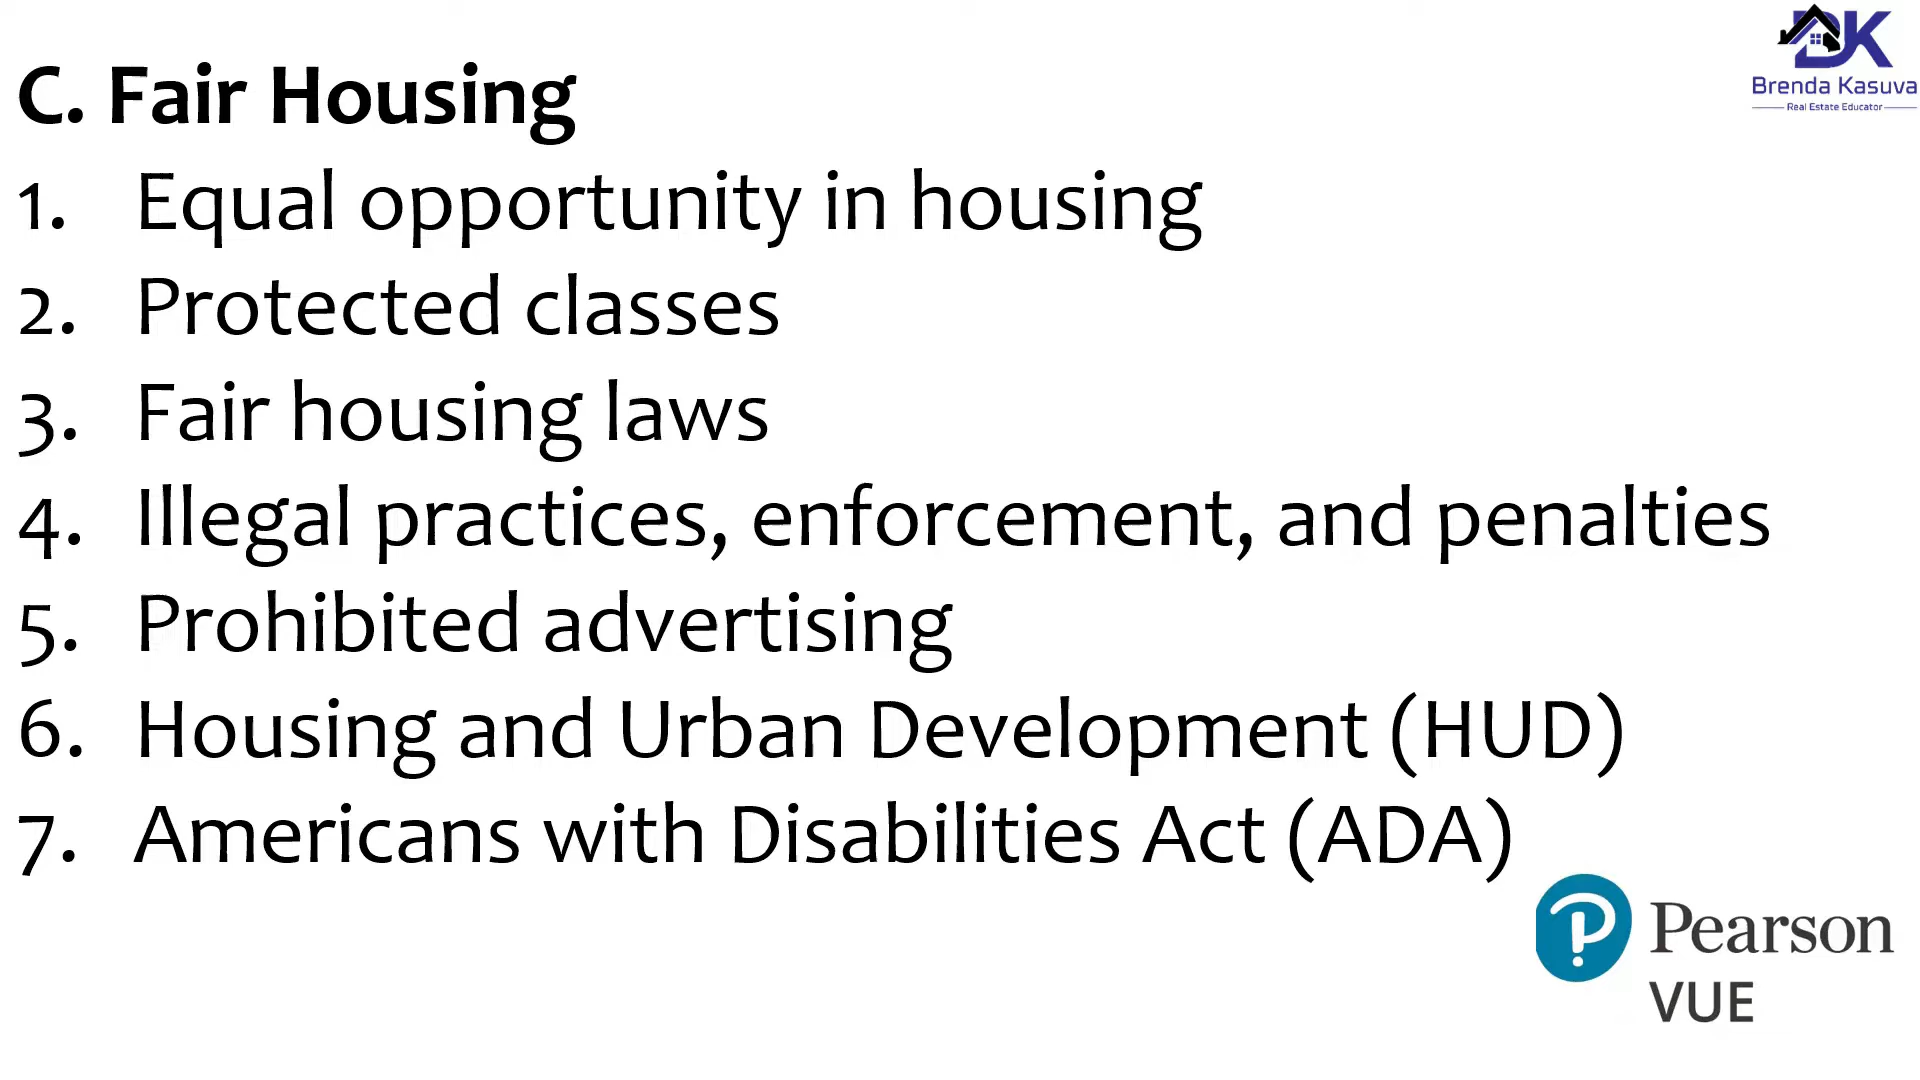 C. Fair Housing
1. Equal opportunity in housing
2. Protected classes
3. Fair housing laws
4. Illegal practices, enforcement, and penalties
5. Prohibited advertising
6. Housing and Urban Development (HUD)
7. Americans with Disabilities Act (ADA)
DK
Brenda Kasuva
Real Estate Educator
Pearson
VUE